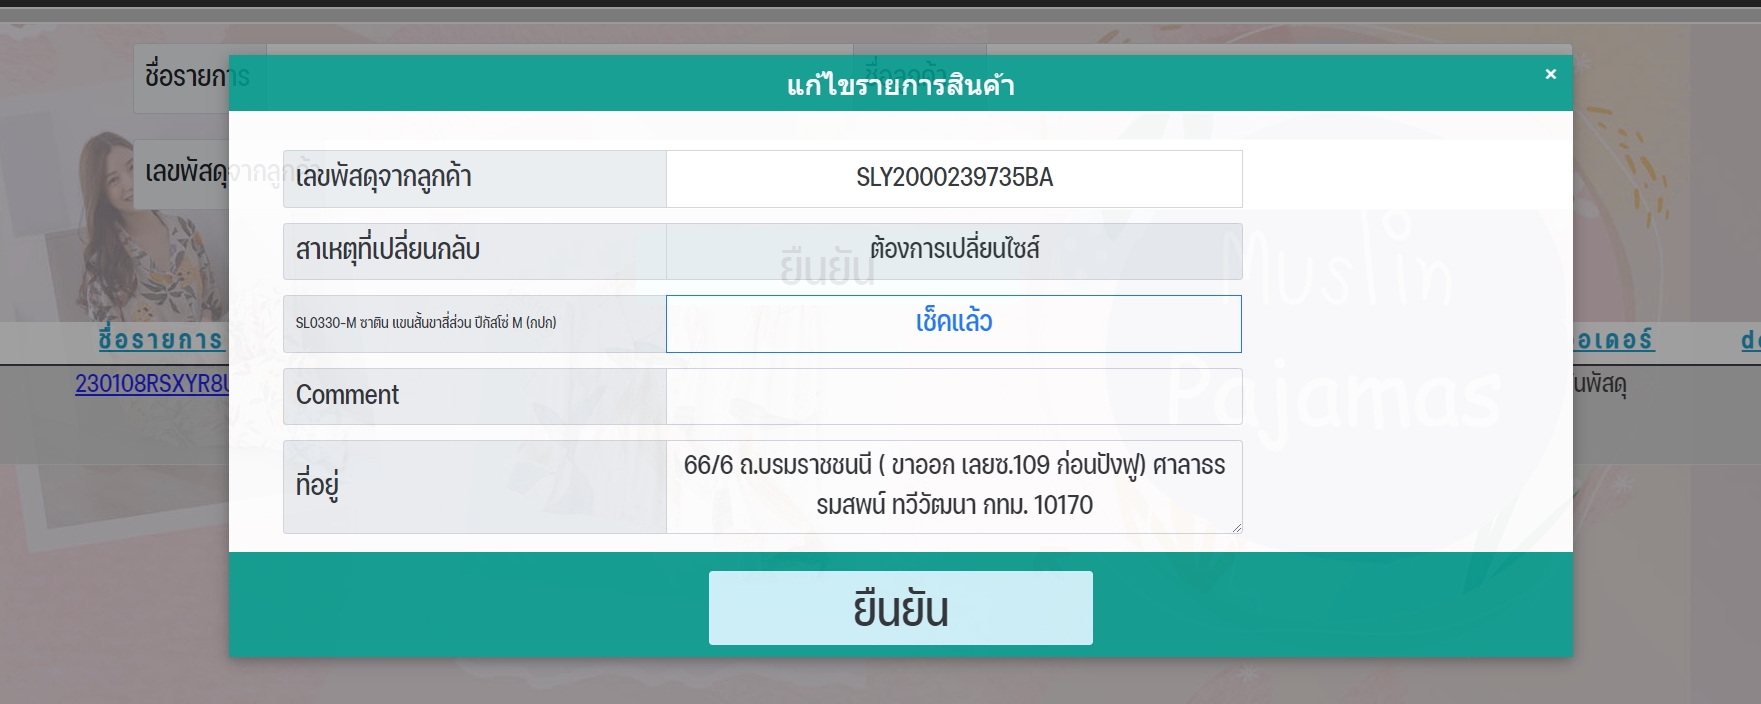 ชื่อรายการ
ชื่อลูกค้า
แก้ไขรายการสินค้า
×
เลขพัสดุจากลูกค้า
เลขพัสดุจากลูกค้า
SLY2000239735BA
สาเหตุที่เปลี่ยนกลับ
ต้องการเปลี่ยนไซส์
ยืนยัน
Muslin
Pajamas
SL0330-M ซาติน แขนสั้นขาสี่ส่วน ปีกัสโซ่ M (กปก)
เช็คแล้ว
ชื่อรายการ
อเดอร์
230108RSXYR8
นพัสดุ
Comment
ที่อยู่
66/6 ถ.บรมราชชนนี ( ขาออก เลยซ.109 ก่อนปังฟู) ศาลาธร
รมสพน์ ทวีวัฒนา กทม. 10170
ยืนยัน